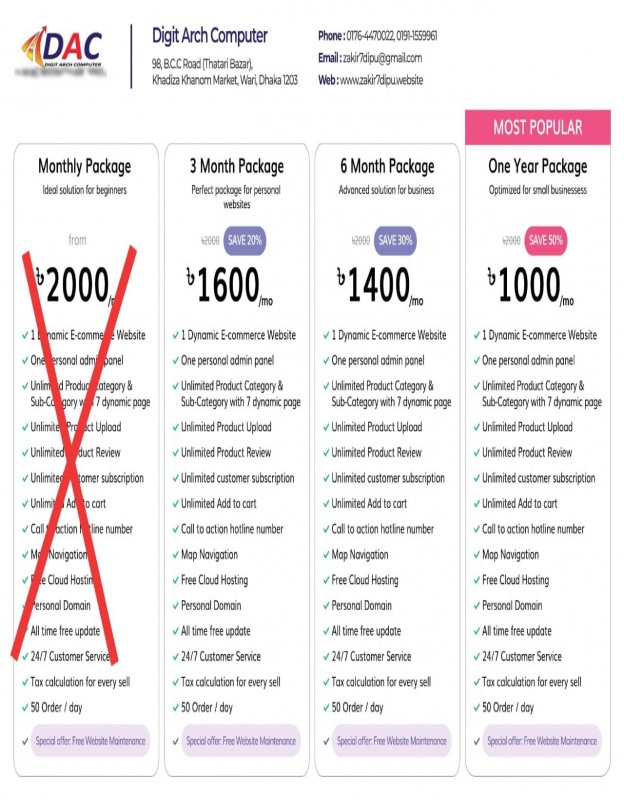 DAC
DIGIT ARCH COMPUTER
Digit Arch Computer
98, B.C.C Road (Thatari Bazar),
Khadiza Khanom Market, Wari, Dhaka 1203
Phone : 0176-4470022, 0191-1559961
Email : zakir7dipu@gmail.com
Web : www.zakir7dipu.website
Monthly Package
Ideal solution for beginners
from
৳2000/mo
1 Dynamic E-commerce Website
One personal admin panel
Unlimited Product Category &
Sub-Category with 7 dynamic page
Unlimited Product Upload
Unlimited Product Review
Unlimited customer subscription
Unlimited Add to cart
Call to action hotline number
Map Navigation
Free Cloud Hosting
Personal Domain
All time free update
24/7 Customer Service
Tax calculation for every sell
50 Order / day
Special offer: Free Website Maintenance
3 Month Package
Perfect package for personal
websites
৳2000 SAVE 20%
৳1600/mo
1 Dynamic E-commerce Website
One personal admin panel
Unlimited Product Category &
Sub-Category with 7 dynamic page
Unlimited Product Upload
Unlimited Product Review
Unlimited customer subscription
Unlimited Add to cart
Call to action hotline number
Map Navigation
Free Cloud Hosting
Personal Domain
All time free update
24/7 Customer Service
Tax calculation for every sell
50 Order / day
Special offer: Free Website Maintenance
6 Month Package
Advanced solution for business
৳2000 SAVE 30%
৳1400/mo
1 Dynamic E-commerce Website
One personal admin panel
Unlimited Product Category &
Sub-Category with 7 dynamic page
Unlimited Product Upload
Unlimited Product Review
Unlimited customer subscription
Unlimited Add to cart
Call to action hotline number
Map Navigation
Free Cloud Hosting
Personal Domain
All time free update
24/7 Customer Service
Tax calculation for every sell
50 Order / day
Special offer: Free Website Maintenance
MOST POPULAR
One Year Package
Optimized for small businessess
৳2000 SAVE 50%
৳1000/mo
1 Dynamic E-commerce Website
One personal admin panel
Unlimited Product Category &
Sub-Category with 7 dynamic page
Unlimited Product Upload
Unlimited Product Review
Unlimited customer subscription
Unlimited Add to cart
Call to action hotline number
Map Navigation
Free Cloud Hosting
Personal Domain
All time free update
24/7 Customer Service
Tax calculation for every sell
50 Order / day
Special offer: Free Website Maintenance